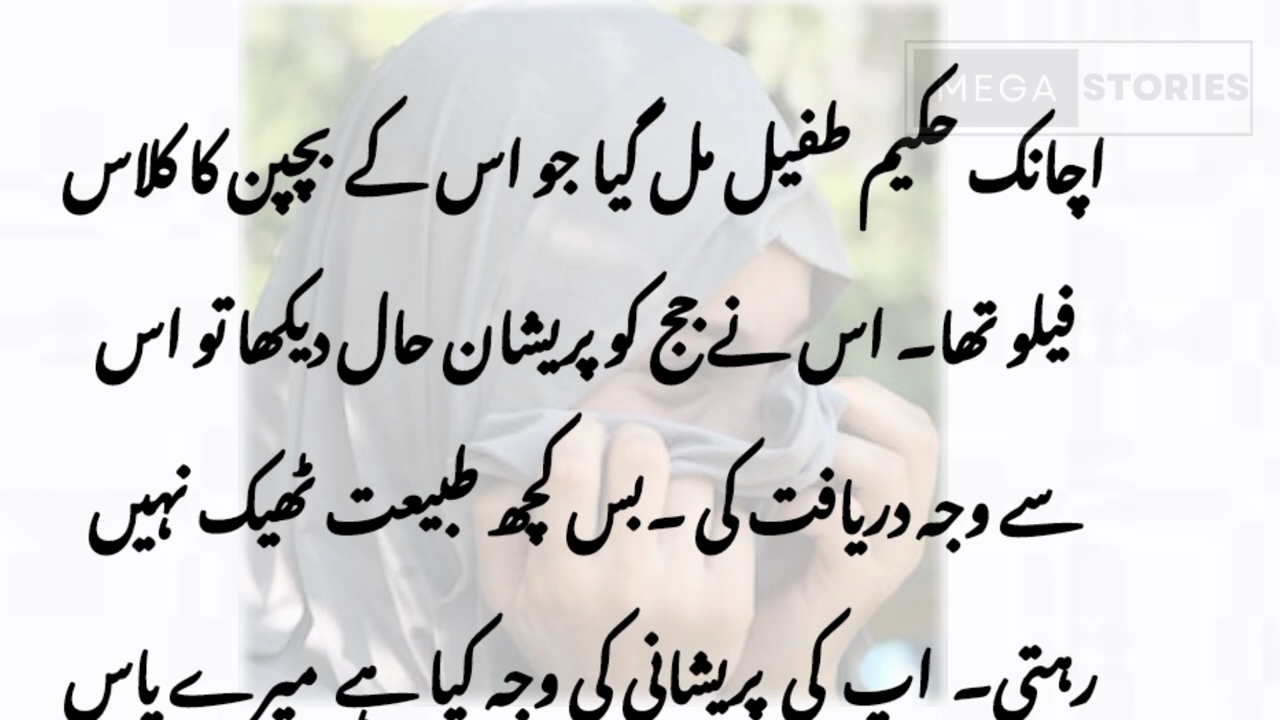 MEGA STORIES
اچانک حکیم طفیل مل گیا جو اس کے بچپن کا کلاس
فیلو تھا۔ اس نے جج کو پریشان حال دیکھا تو اس
سے وجہ دریافت کی ۔ بس کچھ طبیعت ٹھیک نہیں
رہتی۔ اپ کی پریشانی کی وجہ کیا ہے میرے پاس